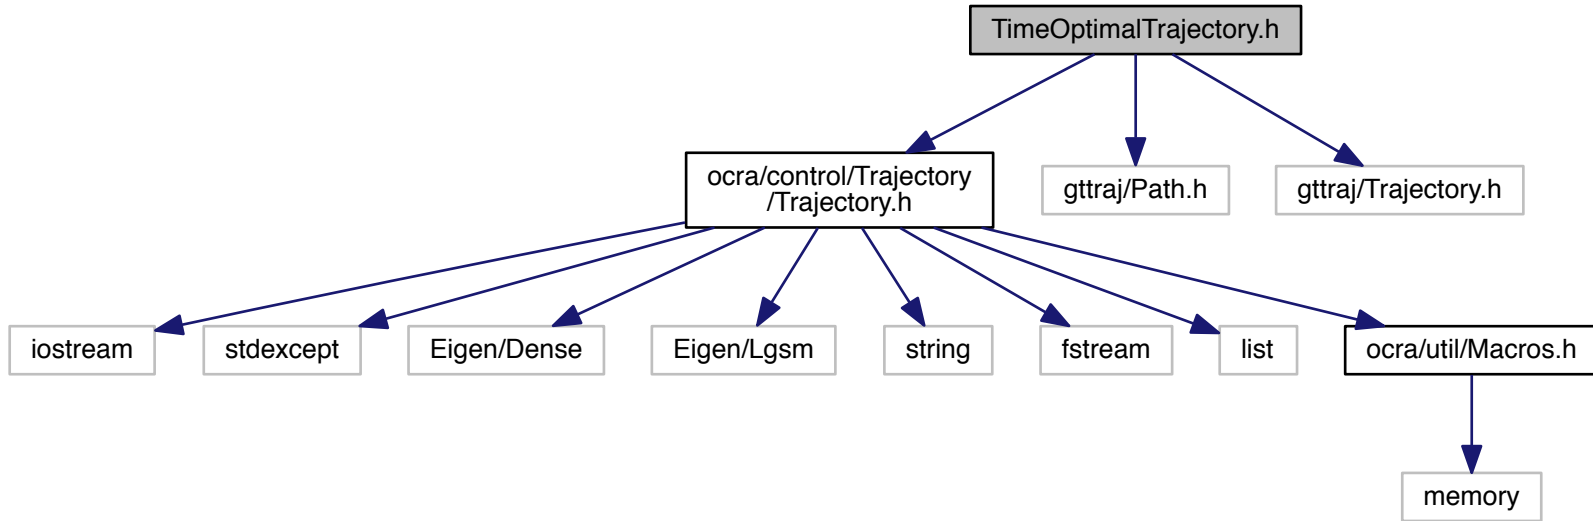 TimeOptimalTrajectory.h
ocra/control/Trajectory
/Trajectory.h
gttraj/Path.h
gttraj/Trajectory.h
iostream
stdexcept
Eigen/Dense
Eigen/Lgsm
string
fstream
list
ocra/util/Macros.h
memory